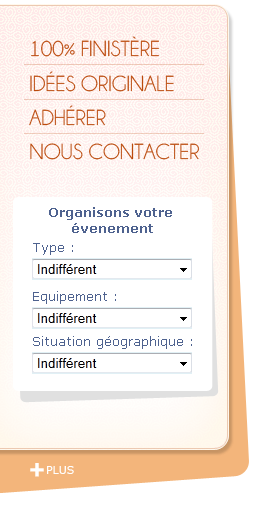 100% FINISTÈRE
IDÉES ORIGINALE
ADHÉRER
NOUS CONTACTER
Organisons votre
évenement
Type :
Indifférent
Equipement :
Indifférent
Situation géographique :
Indifférent
+PLUS